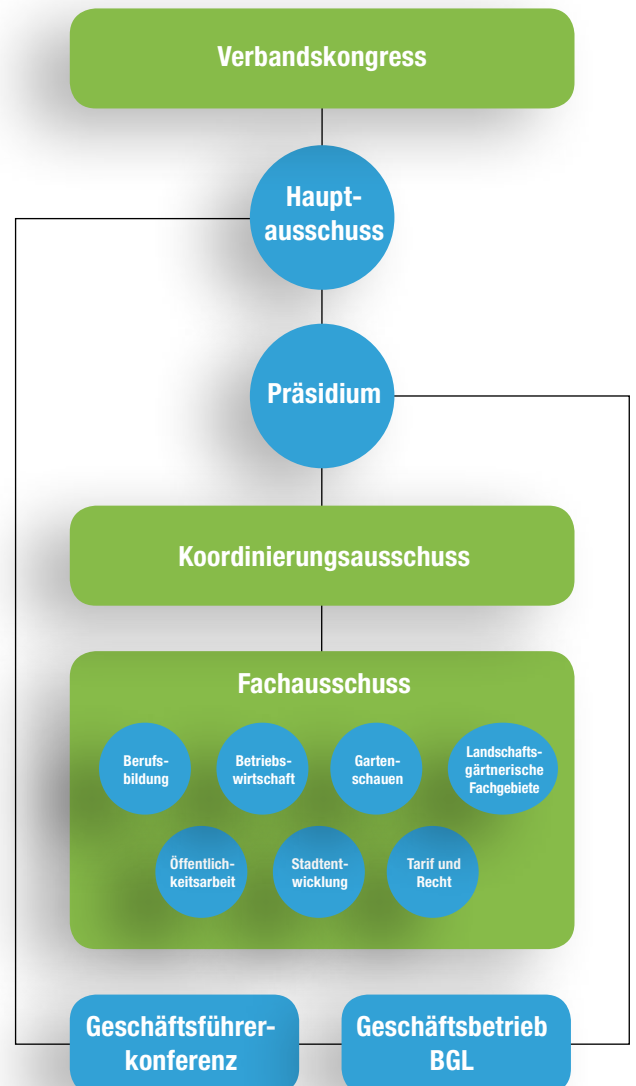 Verbandskongress
Haupt-
ausschuss
Präsidium
Koordinierungsausschuss
Fachausschuss
Berufs-
bildung
Betriebs-
wirtschaft
Garten-
schauen
Landschafts-
gärtnerische
Fachgebiete
Öffentlich-
keitsarbeit
Stadtent-
wicklung
Tarif und
Recht
Geschäftsführer-
konferenz
Geschäftsbetrieb
BGL